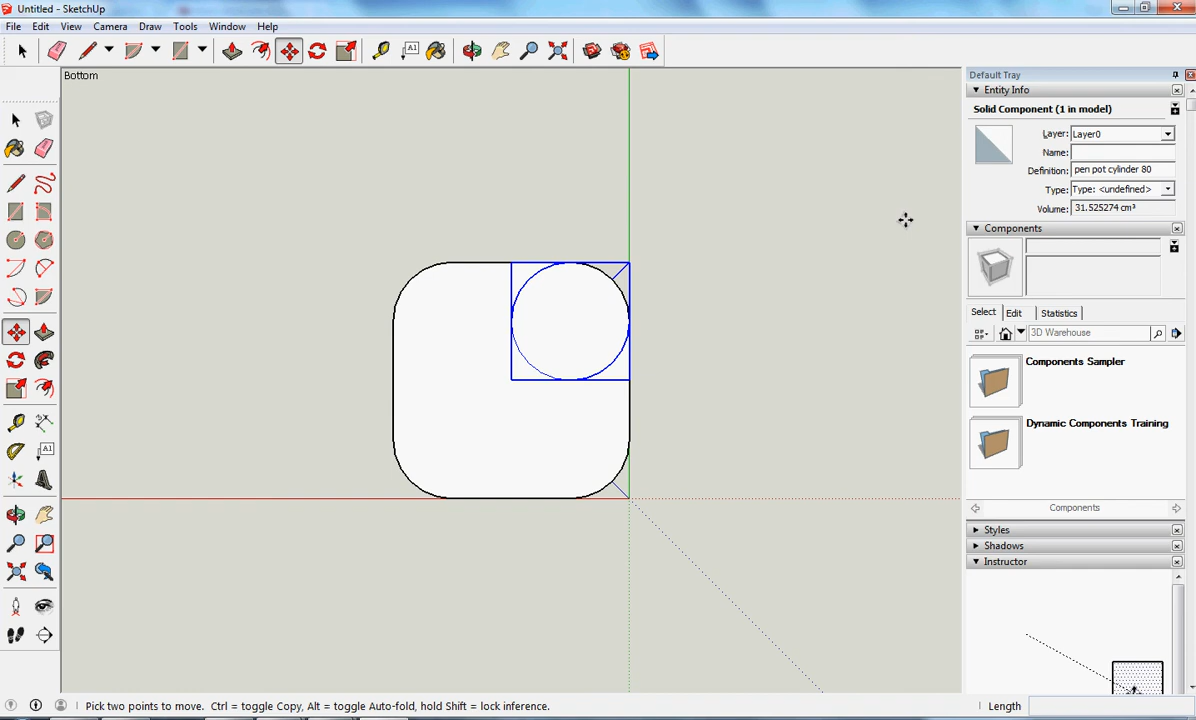 Untitled - SketchUp
File Edit View Camera Draw Tools Window Help
A1
Bottom
Default Tray
Entity Info
Solid Component (1 in model)
Layer: Layer0
Name:
Definition: pen pot cylinder 80
Type: Type: <undefined>
Volume: 31.525274 cm³
Components
Select Edit Statistics
3D Warehouse
Components Sampler
Dynamic Components Training
A1
Components
Styles
Shadows
Instructor
Pick two points to move. Ctrl = toggle Copy, Alt = toggle Auto-fold, hold Shift = lock inference.
Length